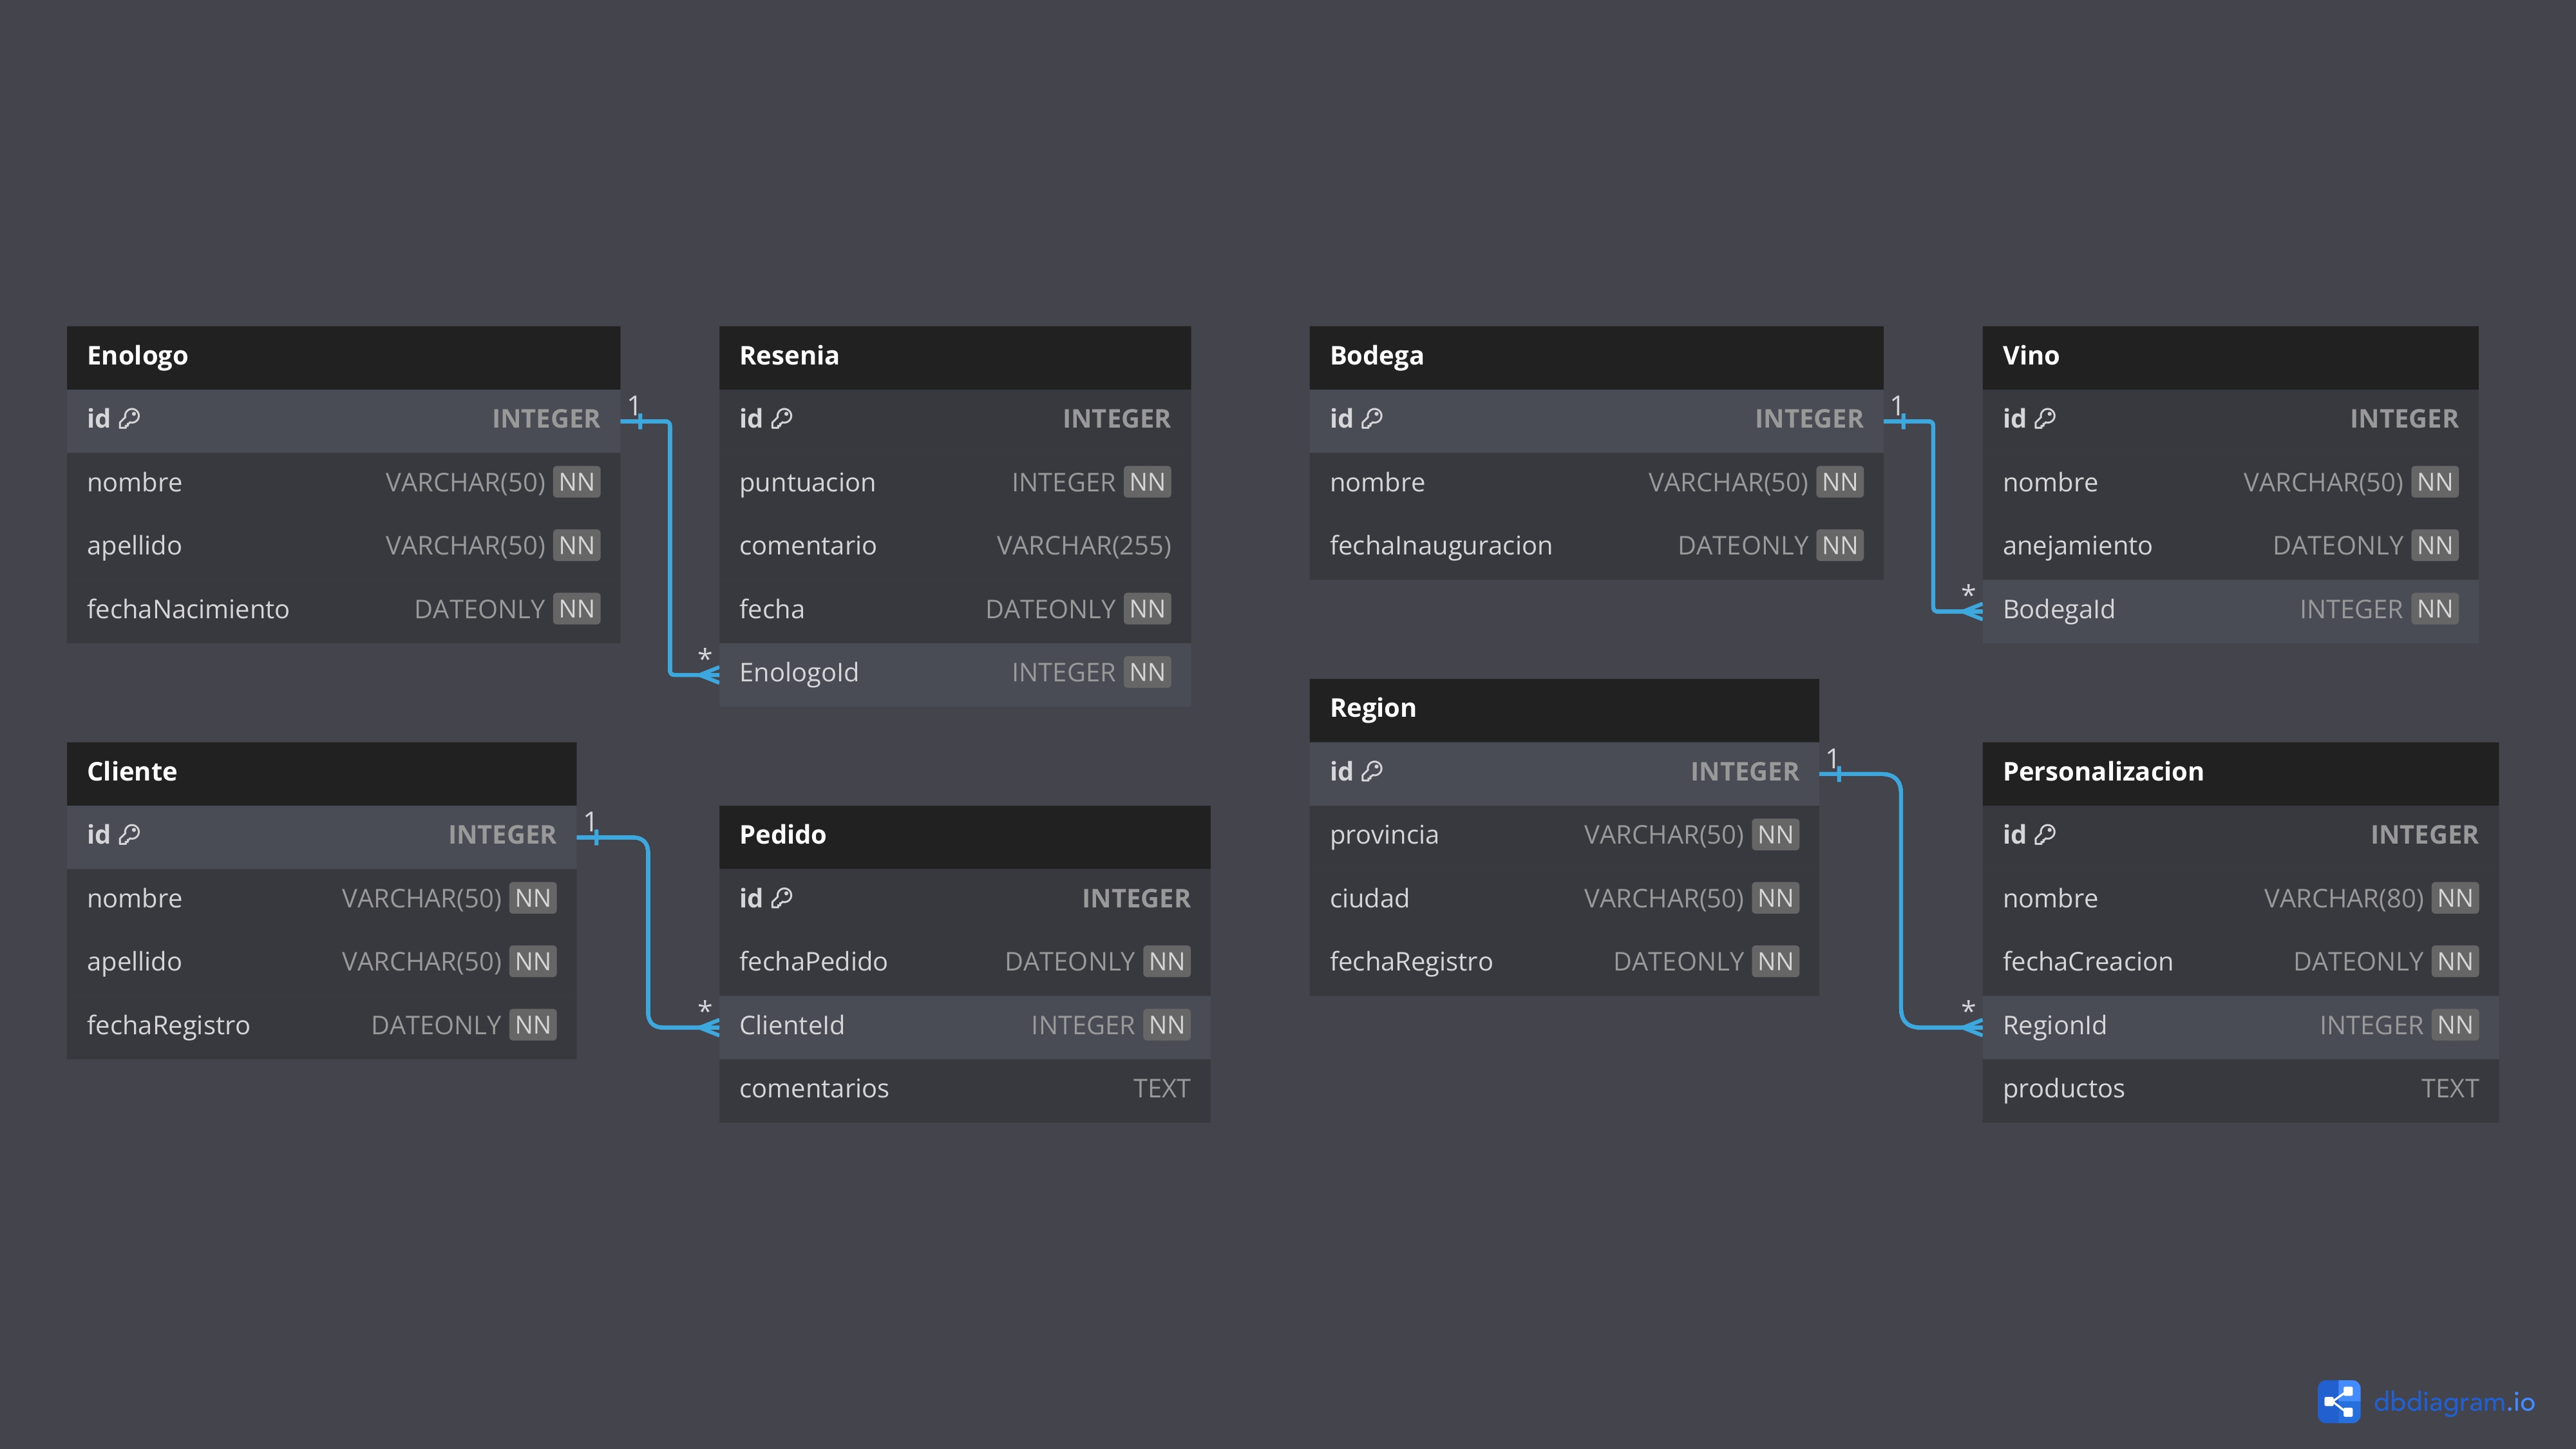 Enologo
id INTEGER
nombre VARCHAR(50) NN
apellido VARCHAR(50) NN
fechaNacimiento DATEONLY NN
1
*
Resenia
id INTEGER
puntuacion INTEGER NN
comentario VARCHAR(255)
fecha DATEONLY NN
EnologoId INTEGER NN
Bodega
id INTEGER
nombre VARCHAR(50) NN
fechaInauguracion DATEONLY NN
1
*
Vino
id INTEGER
nombre VARCHAR(50) NN
anejamiento DATEONLY NN
BodegaId INTEGER NN
Cliente
id INTEGER
nombre VARCHAR(50) NN
apellido VARCHAR(50) NN
fechaRegistro DATEONLY NN
1
*
Pedido
id INTEGER
fechaPedido DATEONLY NN
ClienteId INTEGER NN
comentarios TEXT
Region
id INTEGER
provincia VARCHAR(50) NN
ciudad VARCHAR(50) NN
fechaRegistro DATEONLY NN
1
*
Personalizacion
id INTEGER
nombre VARCHAR(80) NN
fechaCreacion DATEONLY NN
RegionId INTEGER NN
productos TEXT
dbdiagram.io